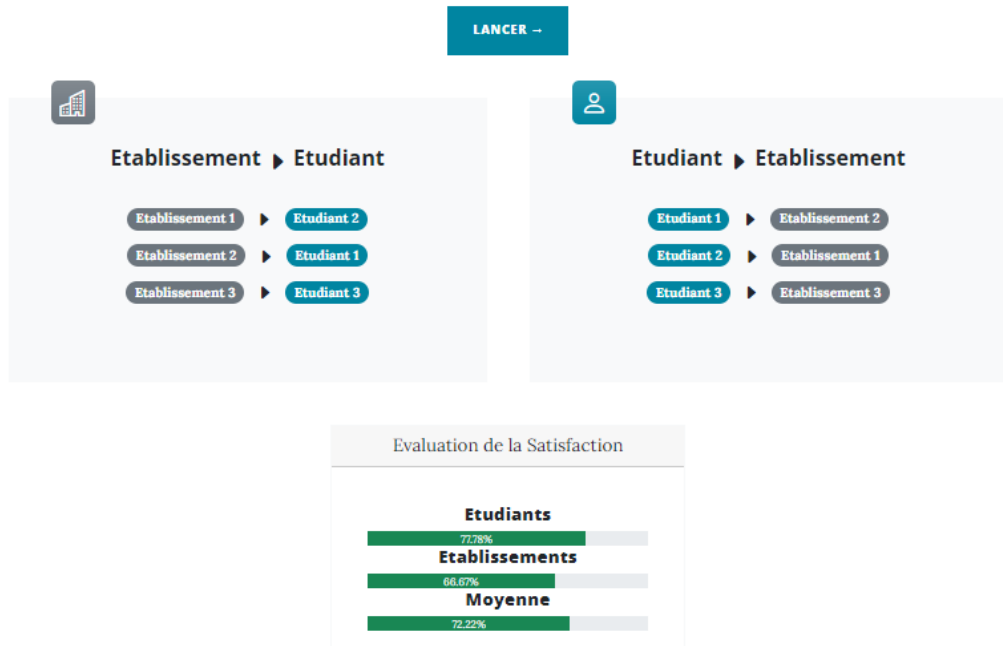 LANCER →
Etablissement ▶ Etudiant
Etablissement 1 ▶ Etudiant 2
Etablissement 2 ▶ Etudiant 1
Etablissement 3 ▶ Etudiant 3
Etudiant ▶ Etablissement
Etudiant 1 ▶ Etablissement 2
Etudiant 2 ▶ Etablissement 1
Etudiant 3 ▶ Etablissement 3
Evaluation de la Satisfaction
Etudiants
77.78%
Etablissements
66.67%
Moyenne
72.22%